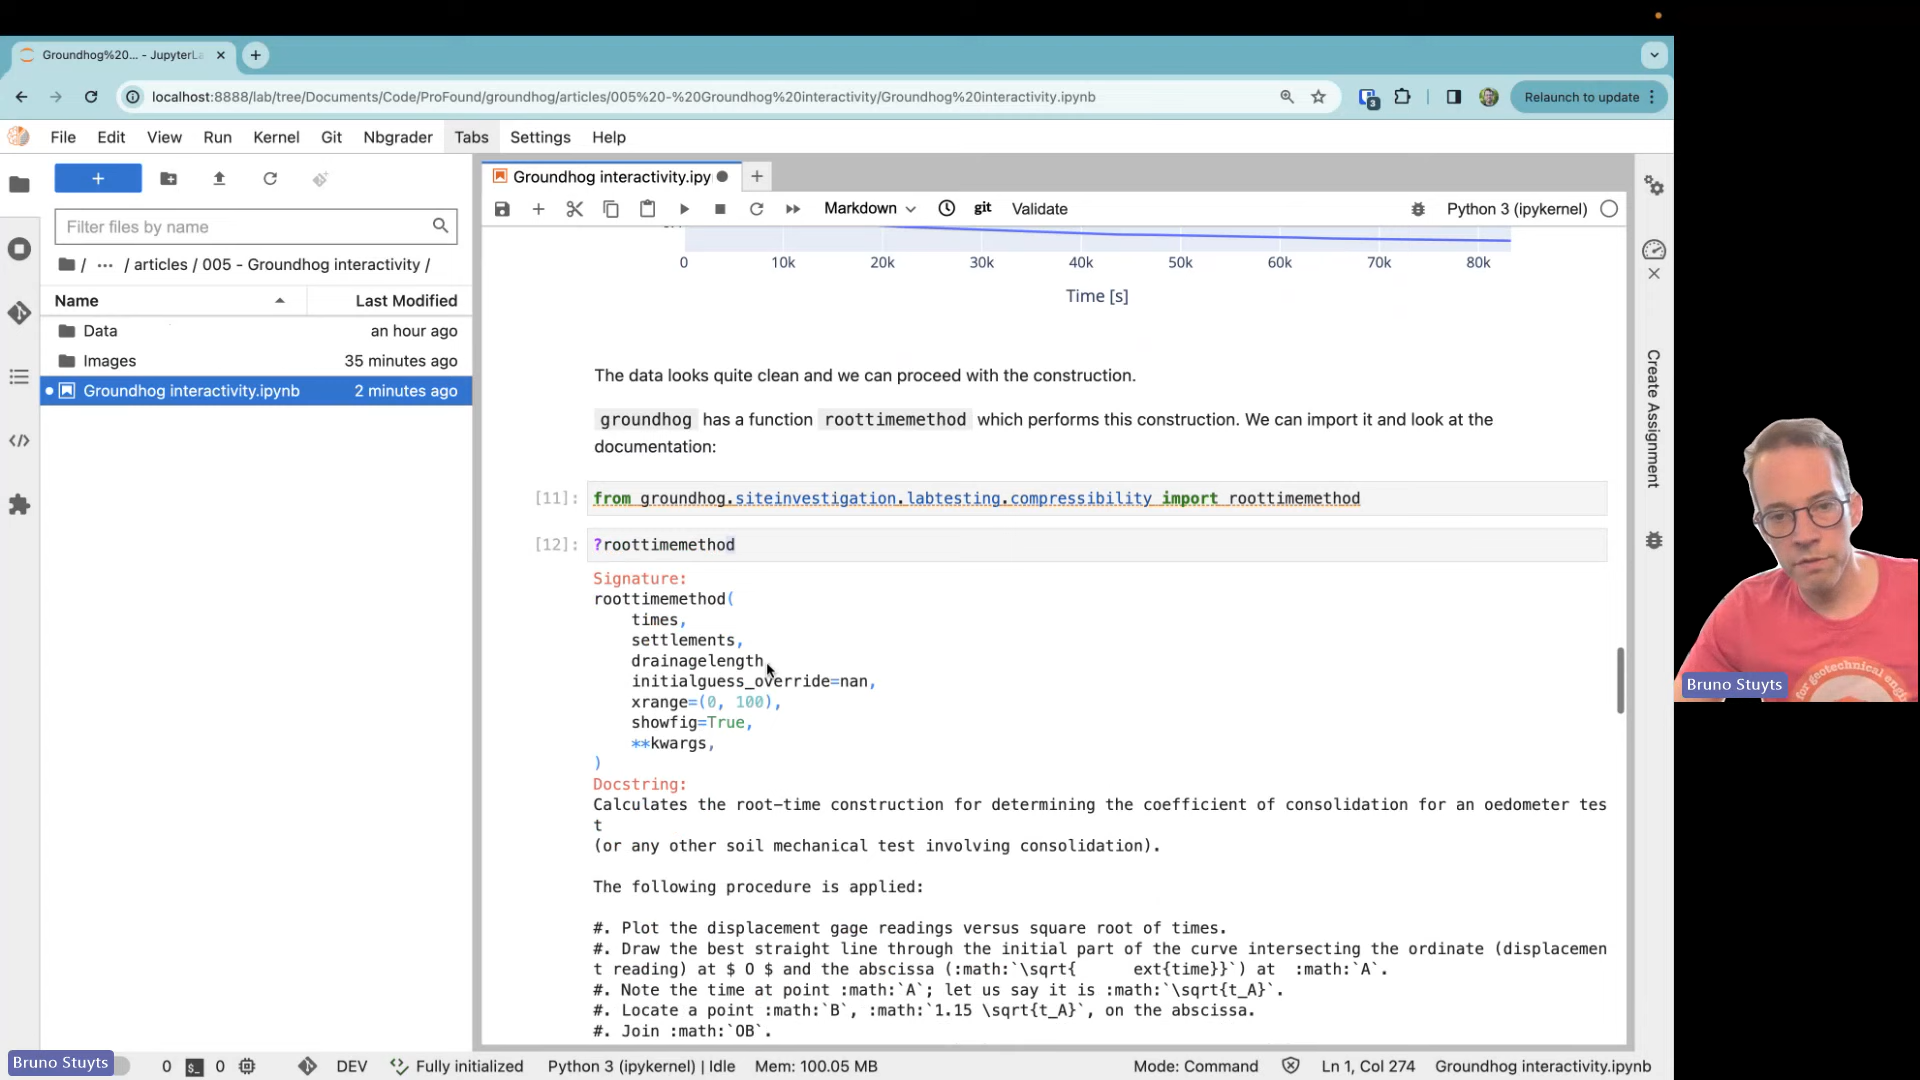 Groundhog%20... - JupyterLa
localhost:8888/lab/tree/Documents/Code/ProFound/groundhog/articles/005%20-%20Groundhog%20interactivity/Groundhog%20interactivity.ipynb
3
Relaunch to update
File Edit View Run Kernel Git Nbgrader Tabs Settings Help
Groundhog interactivity.ipy
Markdown git Validate Python 3 (ipykernel)
Filter files by name
/ ··· / articles / 005 - Groundhog interactivity /
Name Last Modified
Data an hour ago
Images 35 minutes ago
Groundhog interactivity.ipynb 2 minutes ago
0 10k 20k 30k 40k 50k 60k 70k 80k
Time [s]
The data looks quite clean and we can proceed with the construction.
groundhog has a function roottimemethod which performs this construction. We can import it and look at the
documentation:
[11]: from groundhog.siteinvestigation.labtesting.compressibility import roottimemethod
[12]: ?roottimemethod
Signature:
roottimemethod(
times,
settlements,
drainagelength,
initialguess_override=nan,
xrange=(0, 100),
showfig=True,
**kwargs,
)
Docstring:
Calculates the root-time construction for determining the coefficient of consolidation for an oedometer tes
t
(or any other soil mechanical test involving consolidation).
The following procedure is applied:
#. Plot the displacement gage readings versus square root of times.
#. Draw the best straight line through the initial part of the curve intersecting the ordinate (displacemen
t reading) at $ O $ and the abscissa (:math:`\sqrt{      ext{time}}`) at  :math:`A`.
#. Note the time at point :math:`A`; let us say it is :math:`\sqrt{t_A}`.
#. Locate a point :math:`B`, :math:`1.15 \sqrt{t_A}`, on the abscissa.
#. Join :math:`OB`.
Create Assignment
Bruno Stuyts
for geotechnical engi
Bruno Stuyts
0 $_ 0 DEV Fully initialized Python 3 (ipykernel) | Idle Mem: 100.05 MB Mode: Command Ln 1, Col 274 Groundhog interactivity.ipynb